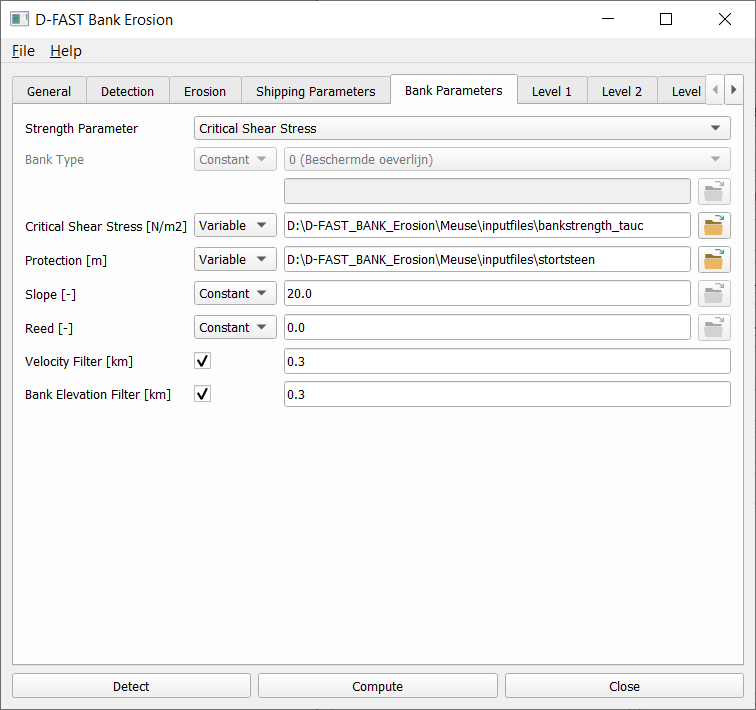 D-FAST Bank Erosion
File Help
General Detection Erosion Shipping Parameters Bank Parameters Level 1 Level 2 Level
Strength Parameter Critical Shear Stress
Bank Type Constant 0 (Beschermde oeverlijn)
Critical Shear Stress [N/m2] Variable D:\D-FAST_BANK_Erosion\Meuse\inputfiles\bankstrength_tauc
Protection [m] Variable D:\D-FAST_BANK_Erosion\Meuse\inputfiles\stortsteen
Slope [-] Constant 20.0
Reed [-] Constant 0.0
Velocity Filter [km] 0.3
Bank Elevation Filter [km] 0.3
Detect Compute Close